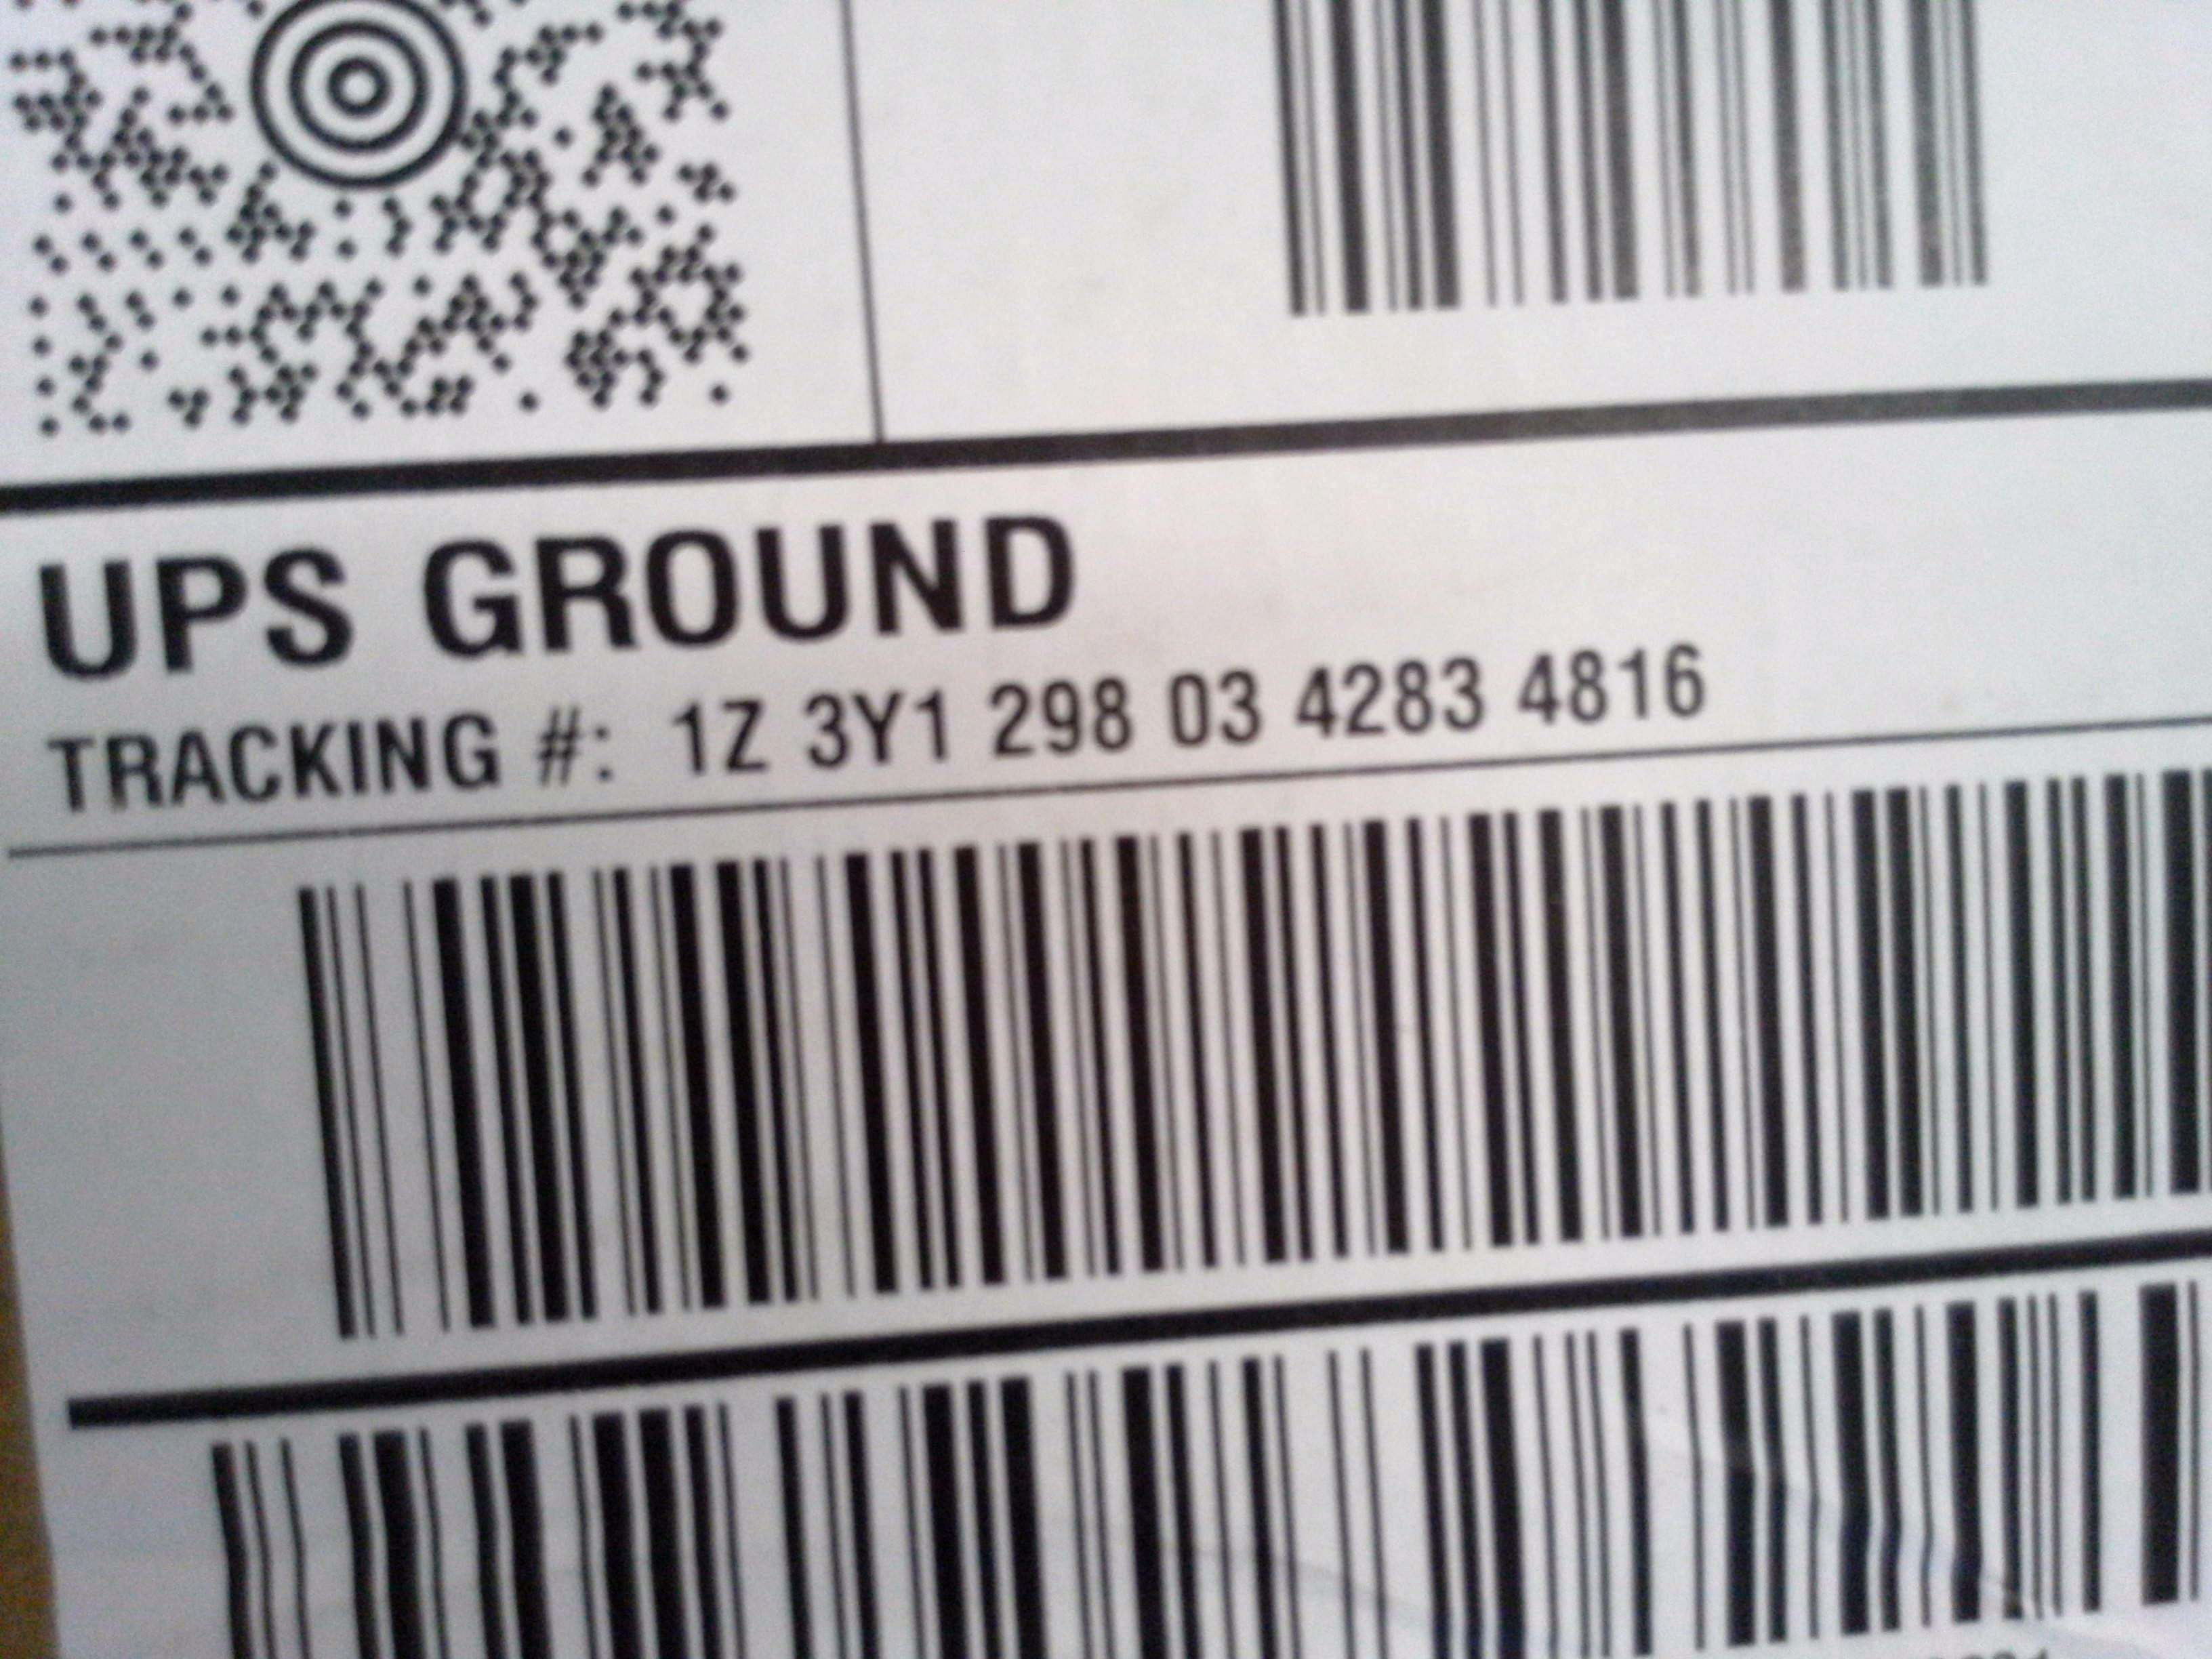 UPS GROUND
TRACKING #: 1Z 3Y1 298 03 4283 4816